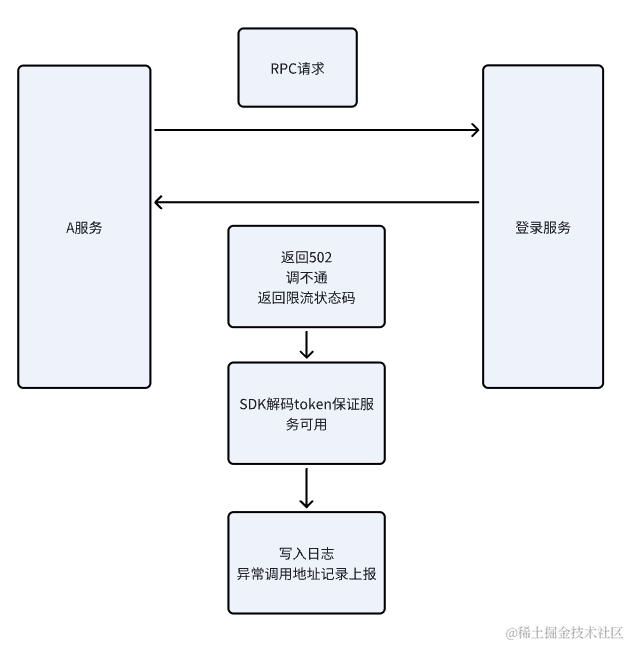 RPC请求
A服务
登录服务
返回502
调不通
返回限流状态码
SDK解码token保证服
务可用
写入日志
异常调用地址记录上报
@稀土掘金技术社区